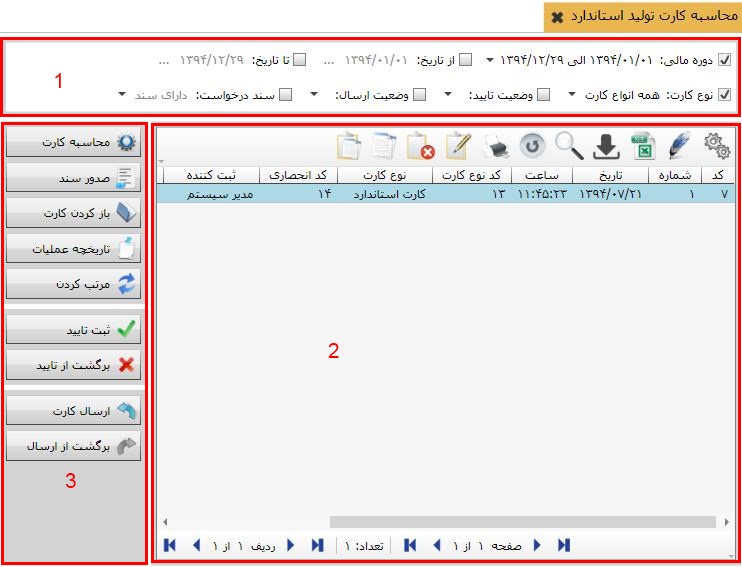 محاسبه کارت تولید استاندارد
دوره مالی: ۱۳۹۴/۰۱/۰۱ الی ۱۳۹۴/۱۲/۲۹ از تاریخ: ۱۳۹۴/۰۱/۰۱ ... تا تاریخ: ۱۳۹۴/۱۲/۲۹ ...
نوع کارت: همه انواع کارت وضعیت تایید: وضعیت ارسال: سند درخواست: دارای سند
1
کد شماره تاریخ ساعت کد نوع کارت نوع کارت کد انحصاری ثبت کننده
۷ ۱ ۱۳۹۴/۰۷/۲۱ ۱۱:۴۵:۲۳ ۱۳ کارت استاندارد ۱۴ مدیر سیستم
2
صفحه ۱ از ۱ تعداد: ۱ ردیف ۱ از ۱
محاسبه کارت
صدور سند
باز کردن کارت
تاریخچه عملیات
مرتب کردن
ثبت تایید
برگشت از تایید
ارسال کارت
برگشت از ارسال
3